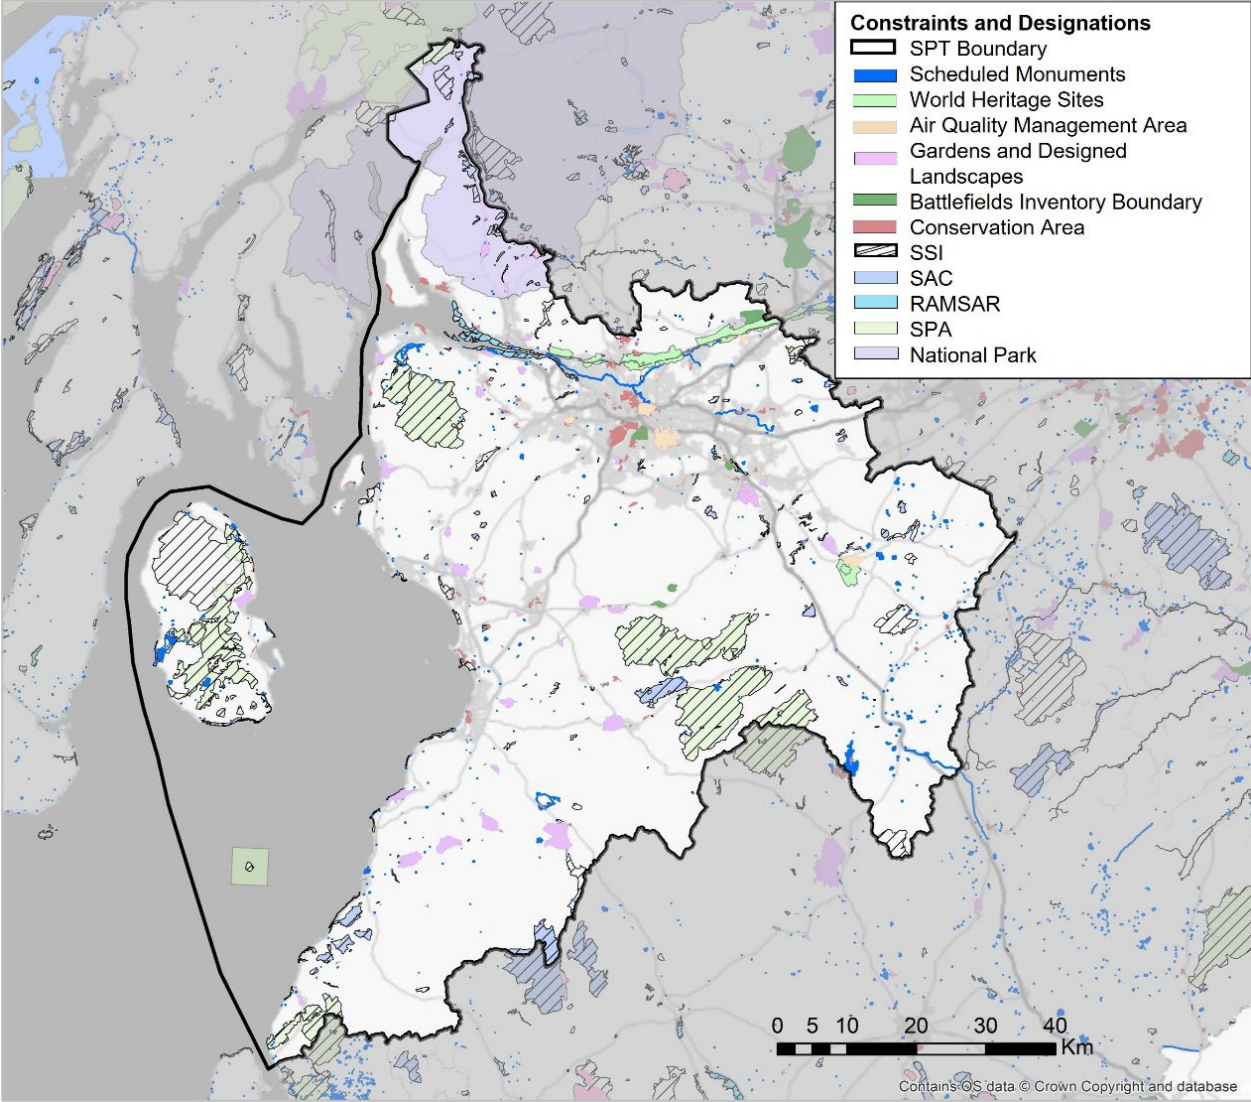 Constraints and Designations
SPT Boundary
Scheduled Monuments
World Heritage Sites
Air Quality Management Area
Gardens and Designed
Landscapes
Battlefields Inventory Boundary
Conservation Area
SSI
SAC
RAMSAR
SPA
National Park
0 5 10 20 30 40
Km
Contains OS data © Crown Copyright and database